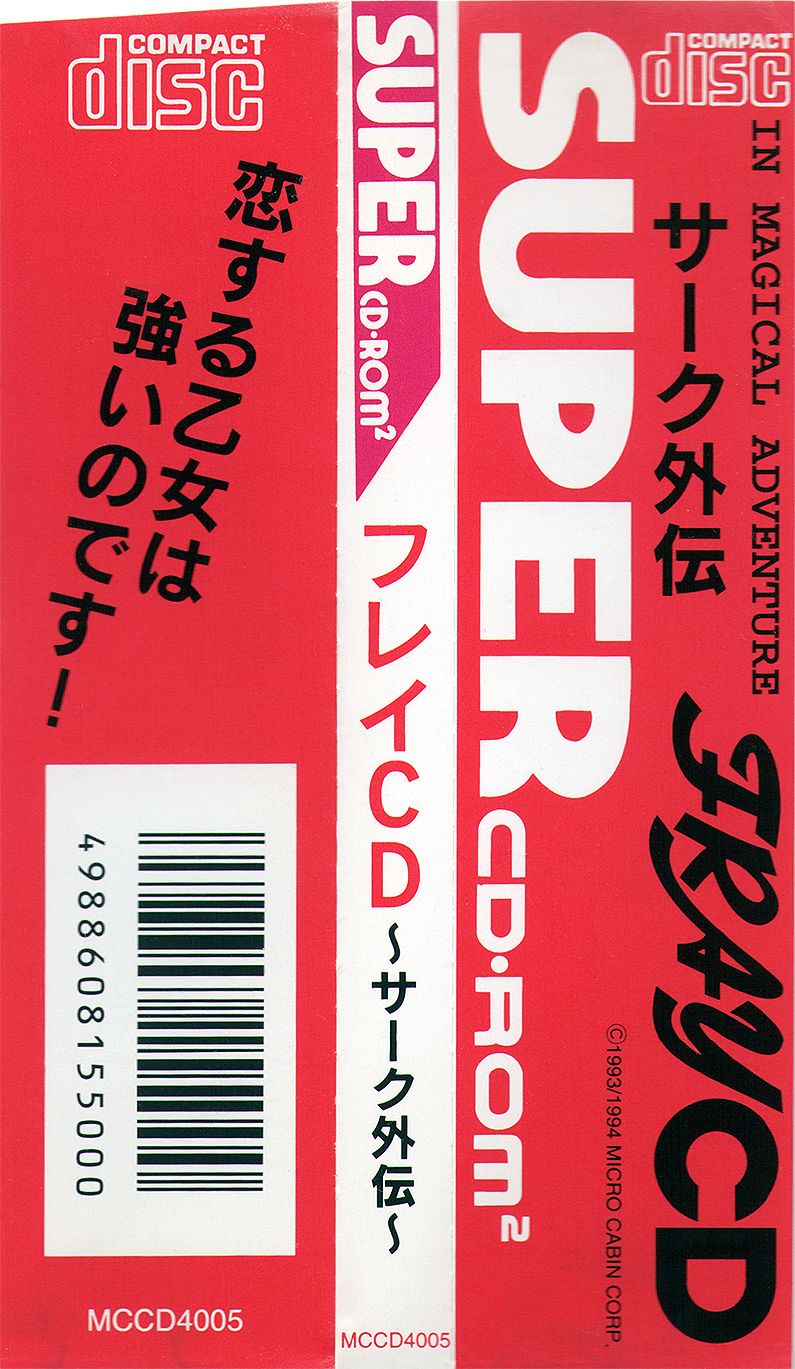 COMPACT
disc
恋する乙女は
強いのです!
4988608155000
MCCD4005
SUPER
CD・ROM²
フレイCD
~サーク外伝~
MCCD4005
SUPER CD・ROM²
COMPACT
disc
IN MAGICAL ADVENTURE
サーク外伝
FRAY CD
©1993/1994 MICRO CABIN CORP.